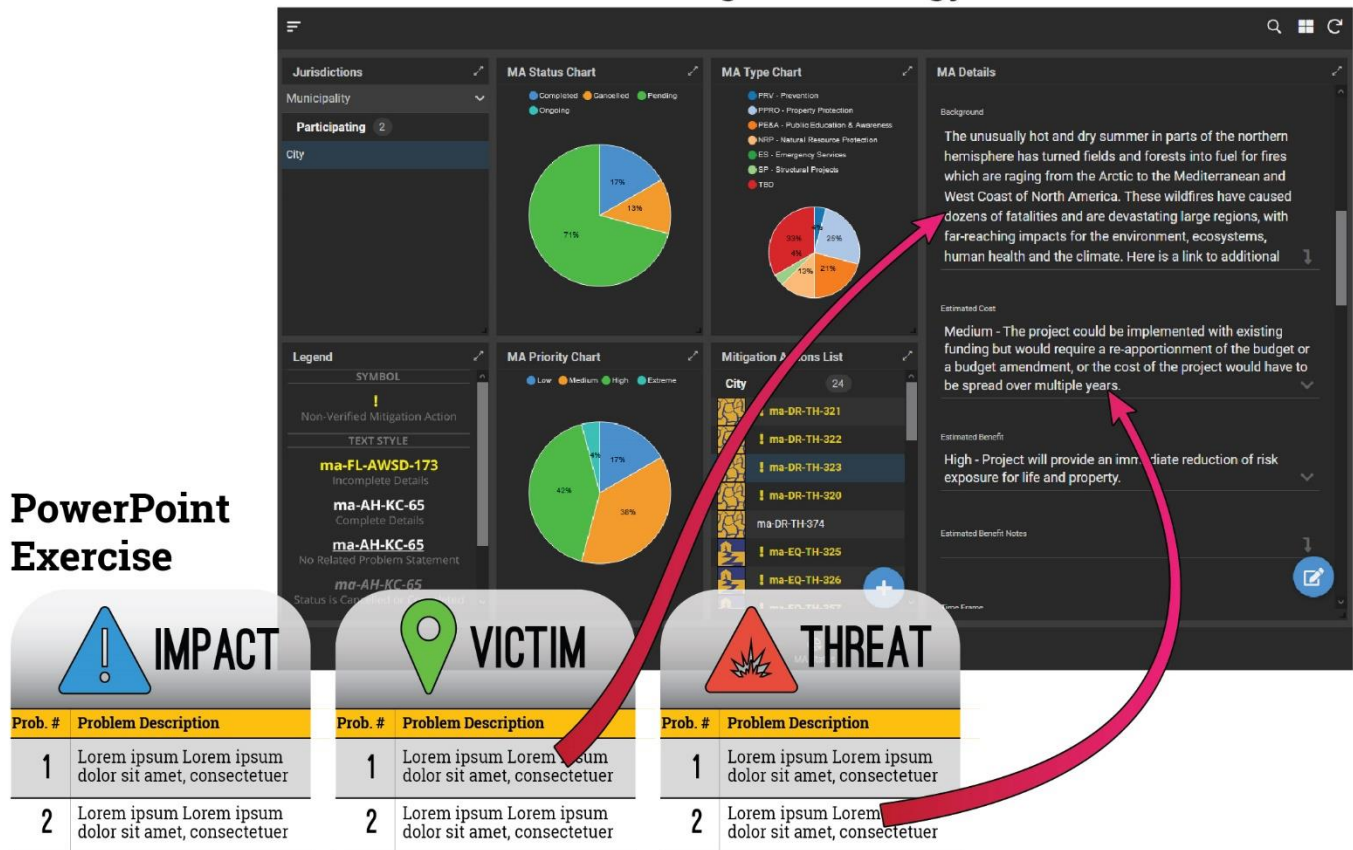 Jurisdictions
Municipality
Participating 2
City
MA Status Chart
Completed Cancelled Pending
Ongoing
17%
13%
71%
MA Type Chart
PRV - Prevention
PPRO - Property Protection
PE&A - Public Education & Awareness
NRP - Natural Resource Protection
ES - Emergency Services
SP - Structural Projects
TBD
33%
4%
25%
4%
13%
21%
MA Details
Background
The unusually hot and dry summer in parts of the northern
hemisphere has turned fields and forests into fuel for fires
which are raging from the Arctic to the Mediterranean and
West Coast of North America. These wildfires have caused
dozens of fatalities and are devastating large regions, with
far-reaching impacts for the environment, ecosystems,
human health and the climate. Here is a link to additional
Estimated Cost
Medium - The project could be implemented with existing
funding but would require a re-apportionment of the budget or
a budget amendment, or the cost of the project would have to
be spread over multiple years.
Estimated Benefit
High - Project will provide an immediate reduction of risk
exposure for life and property.
Estimated Benefit Notes
Time Frame
Legend
SYMBOL
!
Non-Verified Mitigation Action
TEXT STYLE
ma-FL-AWSD-173
Incomplete Details
ma-AH-KC-65
Complete Details
ma-AH-KC-65
No Related Problem Statement
ma-AH-KC-65
Status is
MA Priority Chart
Low Medium High Extreme
4%
17%
42%
38%
Mitigation Actions List
City 24
! ma-DR-TH-321
! ma-DR-TH-322
! ma-DR-TH-323
! ma-DR-TH-320
ma-DR-TH-374
! ma-EQ-TH-325
! ma-EQ-TH-326
PowerPoint
Exercise
IMPACT
Prob. # Problem Description
1 Lorem ipsum Lorem ipsum
dolor sit amet, consectetuer
2 Lorem ipsum Lorem ipsum
dolor sit amet, consectetuer
VICTIM
Prob. # Problem Description
1 Lorem ipsum Lorem ipsum
dolor sit amet, consectetuer
2 Lorem ipsum Lorem ipsum
dolor sit amet, consectetuer
THREAT
Prob. # Problem Description
1 Lorem ipsum Lorem ipsum
dolor sit amet, consectetuer
2 Lorem ipsum Lorem
dolor sit amet, consectetuer